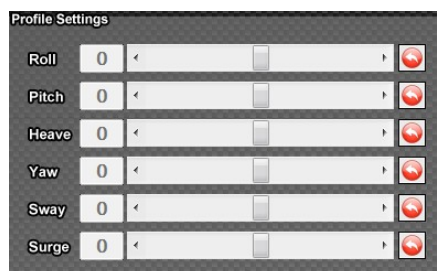 Profile Settings
Roll 0
Pitch 0
Heave 0
Yaw 0
Sway 0
Surge 0